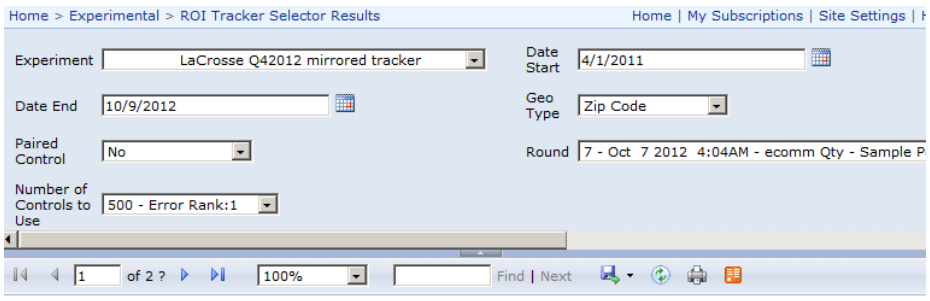 Home > Experimental > ROI Tracker Selector Results
Home | My Subscriptions | Site Settings |
Experiment LaCrosse Q42012 mirrored tracker
Date Start 4/1/2011
Date End 10/9/2012
Geo Type Zip Code
Paired Control No
Round 7 - Oct 7 2012 4:04AM - ecomm Qty - Sample
Number of Controls to Use 500 - Error Rank:1
1 of 2 ? 100% Find | Next